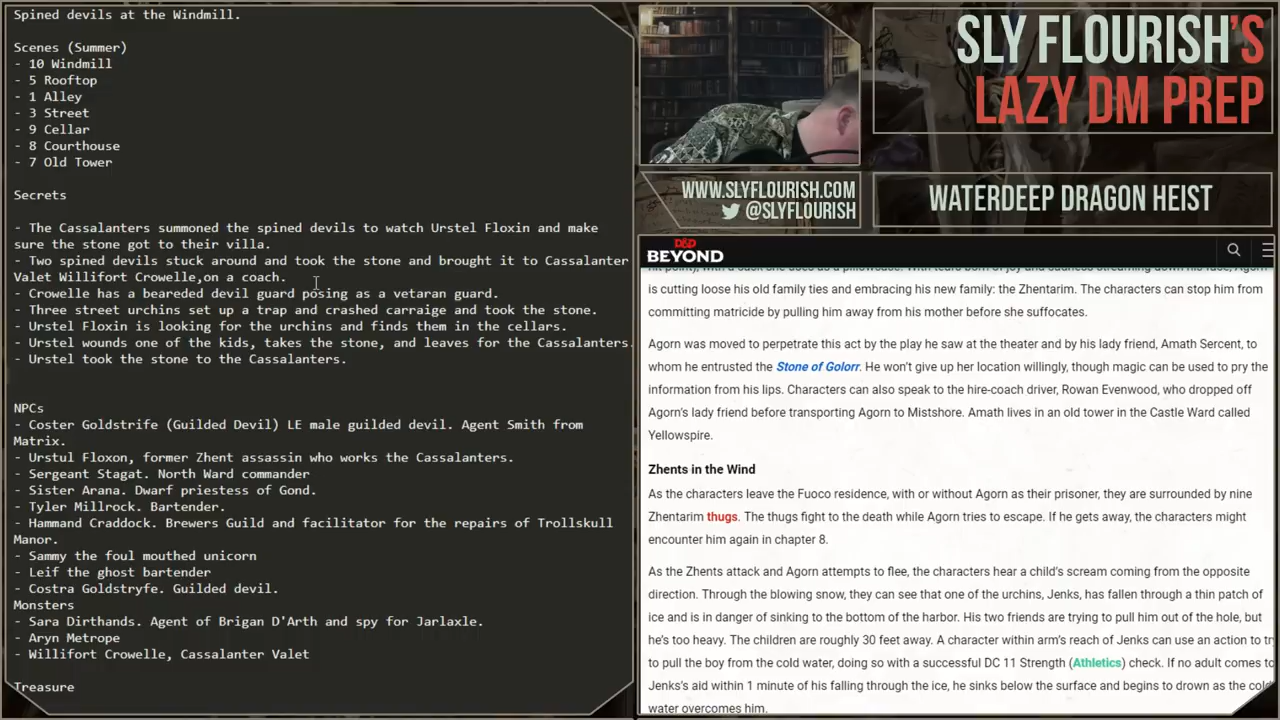 Spined devils at the Windmill.
Scenes (Summer)
- 10 Windmill
- 5 Rooftop
- 1 Alley
- 3 Street
- 9 Cellar
- 8 Courthouse
- 7 Old Tower
Secrets
- The Cassalanters summoned the spined devils to watch Urstel Floxin and make
sure the stone got to their villa.
- Two spined devils stuck around and took the stone and brought it to Cassalanter
Valet Willifort Crowelle,on a coach.
- Crowelle has a beareded devil guard posing as a vetaran guard.
- Three street urchins set up a trap and crashed carraige and took the stone.
- Urstel Floxin is looking for the urchins and finds them in the cellars.
- Urstel wounds one of the kids, takes the stone, and leaves for the Cassalanters.
- Urstel took the stone to the Cassalanters.
NPCs
- Coster Goldstrife (Guilded Devil) LE male guilded devil. Agent Smith from
Matrix.
- Urstul Floxon, former Zhent assassin who works the Cassalanters.
- Sergeant Stagat. North Ward commander
- Sister Arana. Dwarf priestess of Gond.
- Tyler Millrock. Bartender.
- Hammand Craddock. Brewers Guild and facilitator for the repairs of Trollskull
Manor.
- Sammy the foul mouthed unicorn
- Leif the ghost bartender
- Costra Goldstryfe. Guilded devil.
Monsters
- Sara Dirthands. Agent of Brigan D'Arth and spy for Jarlaxle.
- Aryn Metrope
- Willifort Crowelle, Cassalanter Valet
Treasure
SLY FLOURISH'S
LAZY DM PREP
WWW.SLYFLOURISH.COM
@SLYFLOURISH
WATERDEEP DRAGON HEIST
D&D
BEYOND
hit point), with a sack she uses as a pillowcase. With tears born of joy and sadness streaming down his face, Agorn
is cutting loose his old family ties and embracing his new family: the Zhentarim. The characters can stop him from
committing matricide by pulling him away from his mother before she suffocates.
Agorn was moved to perpetrate this act by the play he saw at the theater and by his lady friend, Amath Sercent, to
whom he entrusted the Stone of Golorr. He won't give up her location willingly, though magic can be used to pry the
information from his lips. Characters can also speak to the hire-coach driver, Rowan Evenwood, who dropped off
Agorn's lady friend before transporting Agorn to Mistshore. Amath lives in an old tower in the Castle Ward called
Yellowspire.
Zhents in the Wind
As the characters leave the Fuoco residence, with or without Agorn as their prisoner, they are surrounded by nine
Zhentarim thugs. The thugs fight to the death while Agorn tries to escape. If he gets away, the characters might
encounter him again in chapter 8.
As the Zhents attack and Agorn attempts to flee, the characters hear a child's scream coming from the opposite
direction. Through the blowing snow, they can see that one of the urchins, Jenks, has fallen through a thin patch of
ice and is in danger of sinking to the bottom of the harbor. His two friends are trying to pull him out of the hole, but
he's too heavy. The children are roughly 30 feet away. A character within arm's reach of Jenks can use an action to try
to pull the boy from the cold water, doing so with a successful DC 11 Strength (Athletics) check. If no adult comes to
Jenks's aid within 1 minute of his falling through the ice, he sinks below the surface and begins to drown as the cold
water overcomes him.